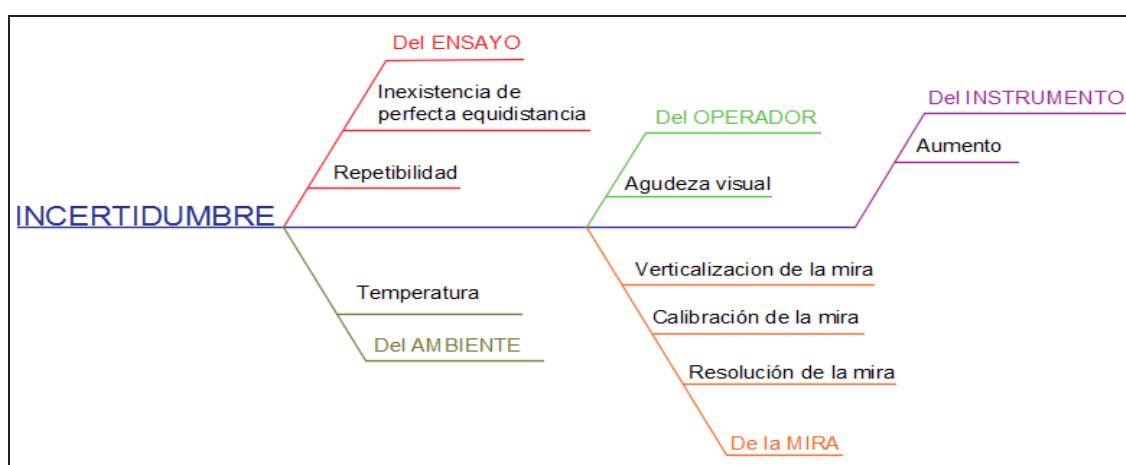 Del ENSAYO
Inexistencia de
perfecta equidistancia
Repetibilidad
Del OPERADOR
Agudeza visual
Del INSTRUMENTO
Aumento
INCERTIDUMBRE
Temperatura
Del AMBIENTE
Verticalizacion de la mira
Calibración de la mira
Resolución de la mira
De la MIRA